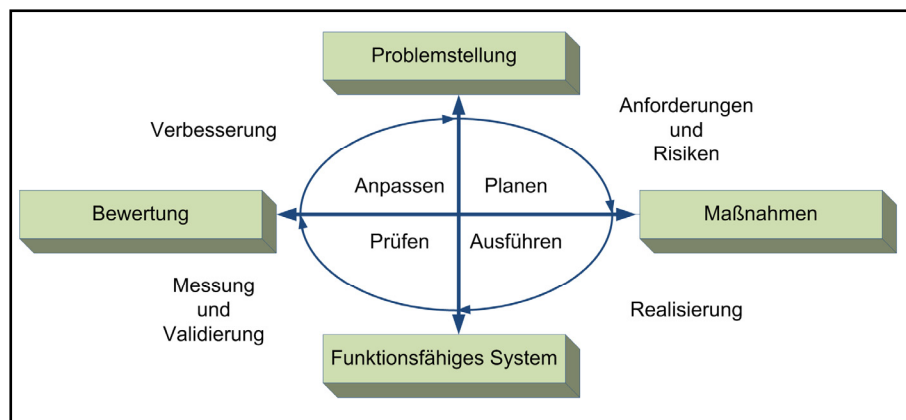 Problemstellung
Verbesserung
Anforderungen
und
Risiken
Anpassen
Planen
Bewertung
Maßnahmen
Prüfen
Ausführen
Messung
und
Validierung
Realisierung
Funktionsfähiges System